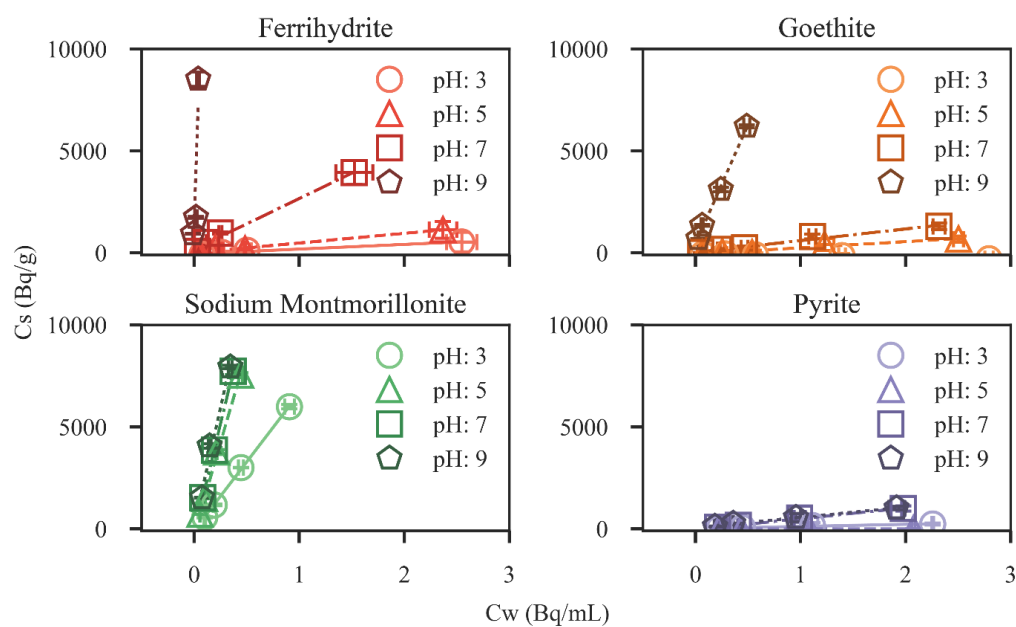 Ferrihydrite
Goethite
10000
5000
0
pH: 3
pH: 5
pH: 7
pH: 9
10000
5000
0
pH: 3
pH: 5
pH: 7
pH: 9
Cs (Bq/g)
Sodium Montmorillonite
Pyrite
10000
5000
0
pH: 3
pH: 5
pH: 7
pH: 9
0 1 2 3
10000
5000
0
pH: 3
pH: 5
pH: 7
pH: 9
0 1 2 3
Cw (Bq/mL)